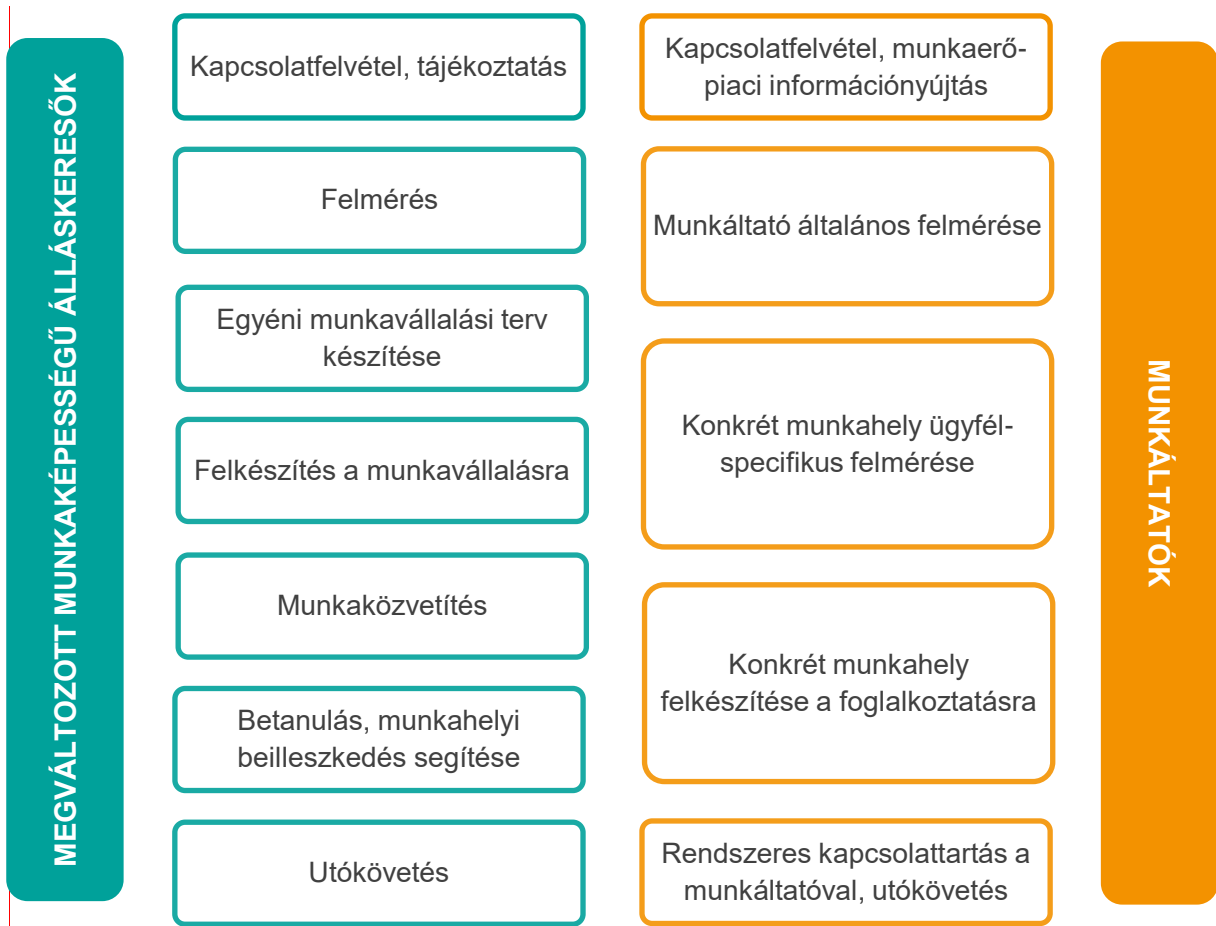 MEGVÁLTOZOTT MUNKAKÉPESSÉGŰ ÁLLÁSKERESŐK
Kapcsolatfelvétel, tájékoztatás
Felmérés
Egyéni munkavállalási terv
készítése
Felkészítés a munkavállalásra
Munkaközvetítés
Betanulás, munkahelyi
beilleszkedés segítése
Utókövetés
Kapcsolatfelvétel, munkaerő-
piaci információnyújtás
Munkáltató általános felmérése
Konkrét munkahely ügyfél-
specifikus felmérése
Konkrét munkahely
felkészítése a foglalkoztatásra
Rendszeres kapcsolattartás a
munkáltatóval, utókövetés
MUNKÁLTATÓK